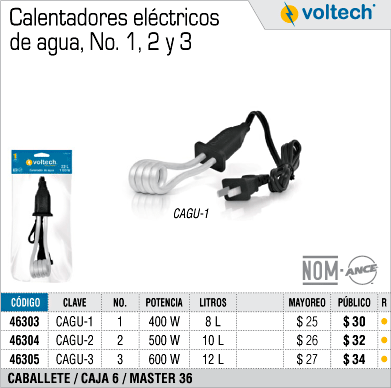 Calentadores eléctricos
de agua, No. 1, 2 y 3
voltech®
voltech
CAGU-1
NOM-ANCE
CÓDIGO CLAVE NO. POTENCIA LITROS MAYOREO PÚBLICO R
46303 CAGU-1 1 400 W 8 L $ 25 $ 30
46304 CAGU-2 2 500 W 10 L $ 26 $ 32
46305 CAGU-3 3 600 W 12 L $ 27 $ 34
CABALLETE / CAJA 6 / MASTER 36